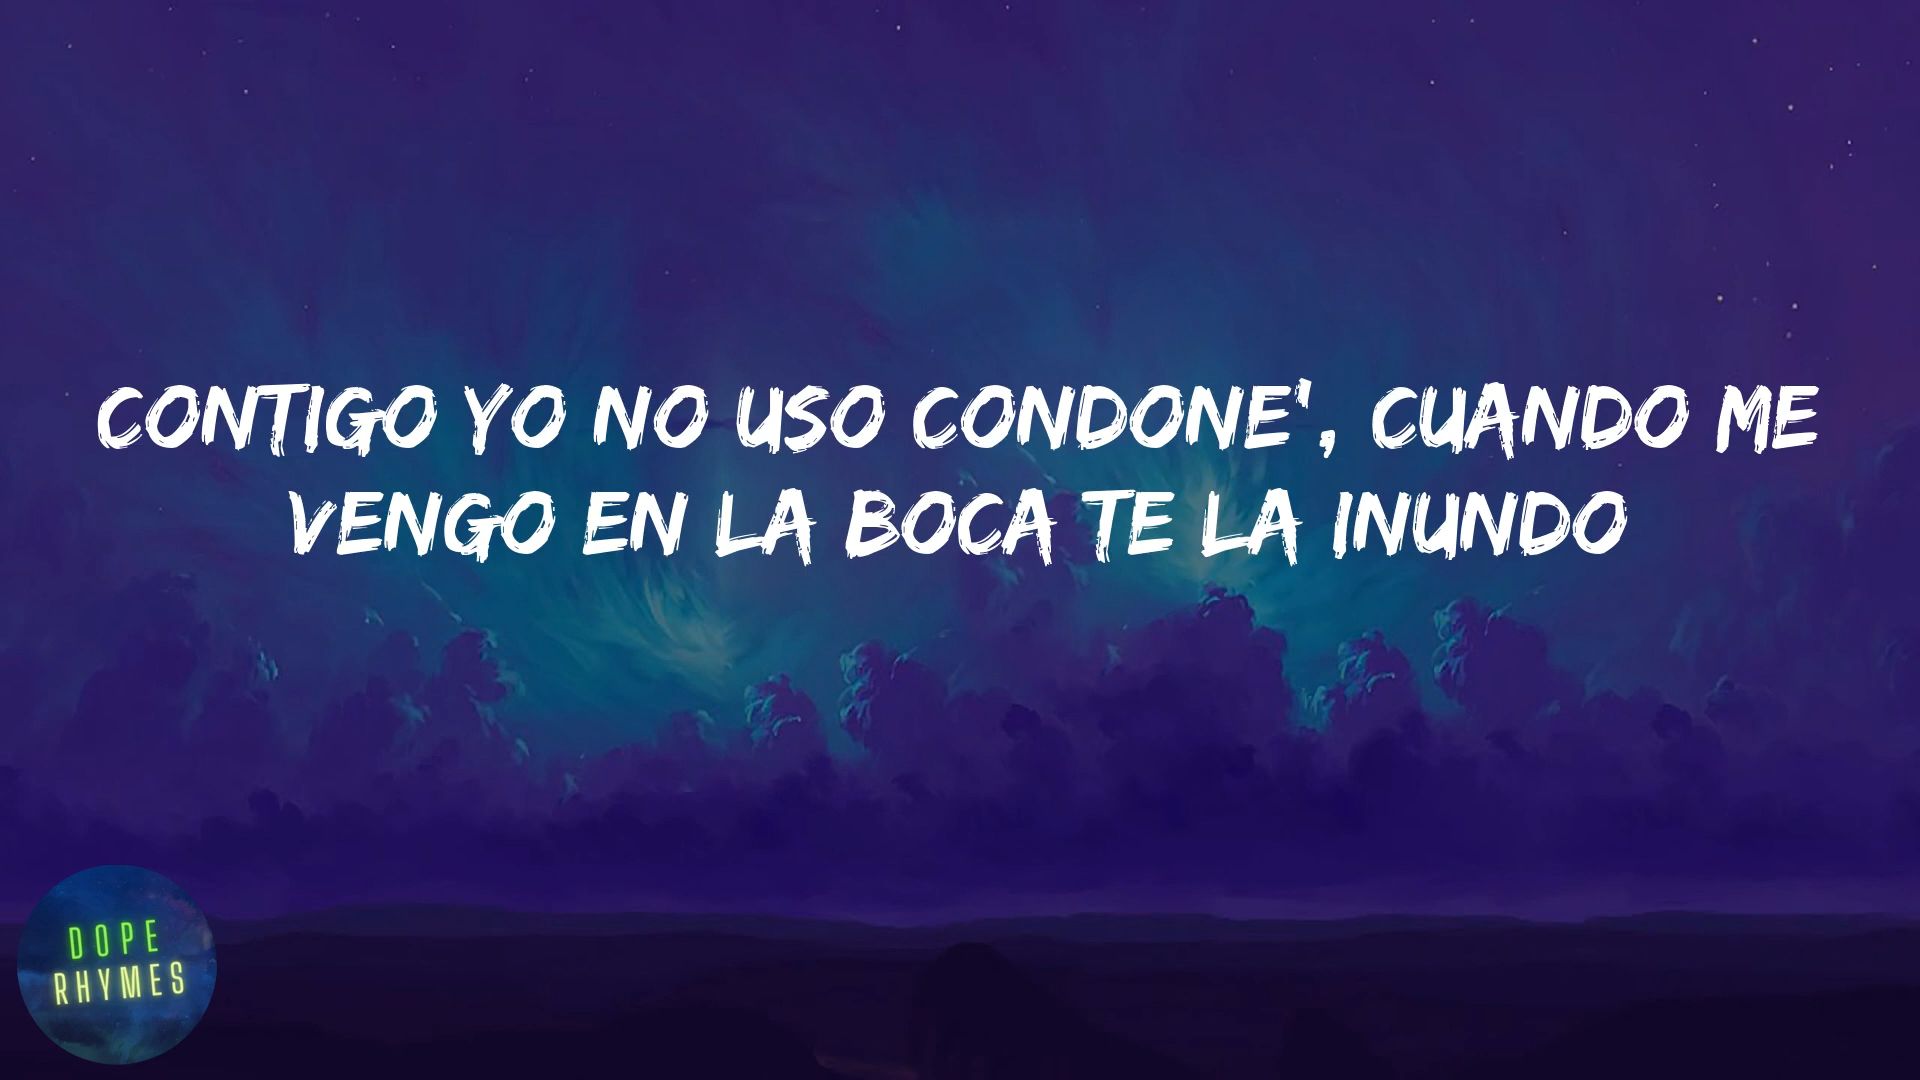 CONTIGO YO NO USO CONDONE', CUANDO ME
VENGO EN LA BOCA TE LA INUNDO
DOPE
RHYMES